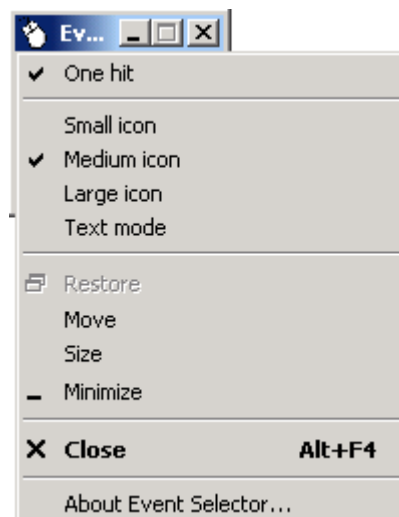 Ev...
One hit
Small icon
Medium icon
Large icon
Text mode
Restore
Move
Size
Minimize
Close Alt+F4
About Event Selector...